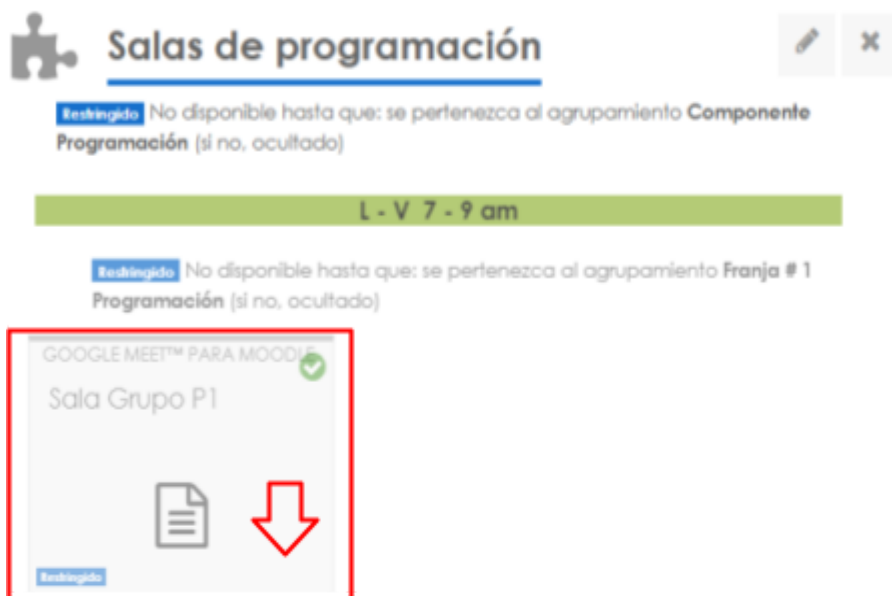 Salas de programación
Restringido No disponible hasta que: se pertenezca al agrupamiento Componente
Programación (si no, ocultado)
L - V 7 - 9 am
Restringido No disponible hasta que: se pertenezca al agrupamiento Franja # 1
Programación (si no, ocultado)
GOOGLE MEET™ PARA MOODLE
Sala Grupo P1
Restringido